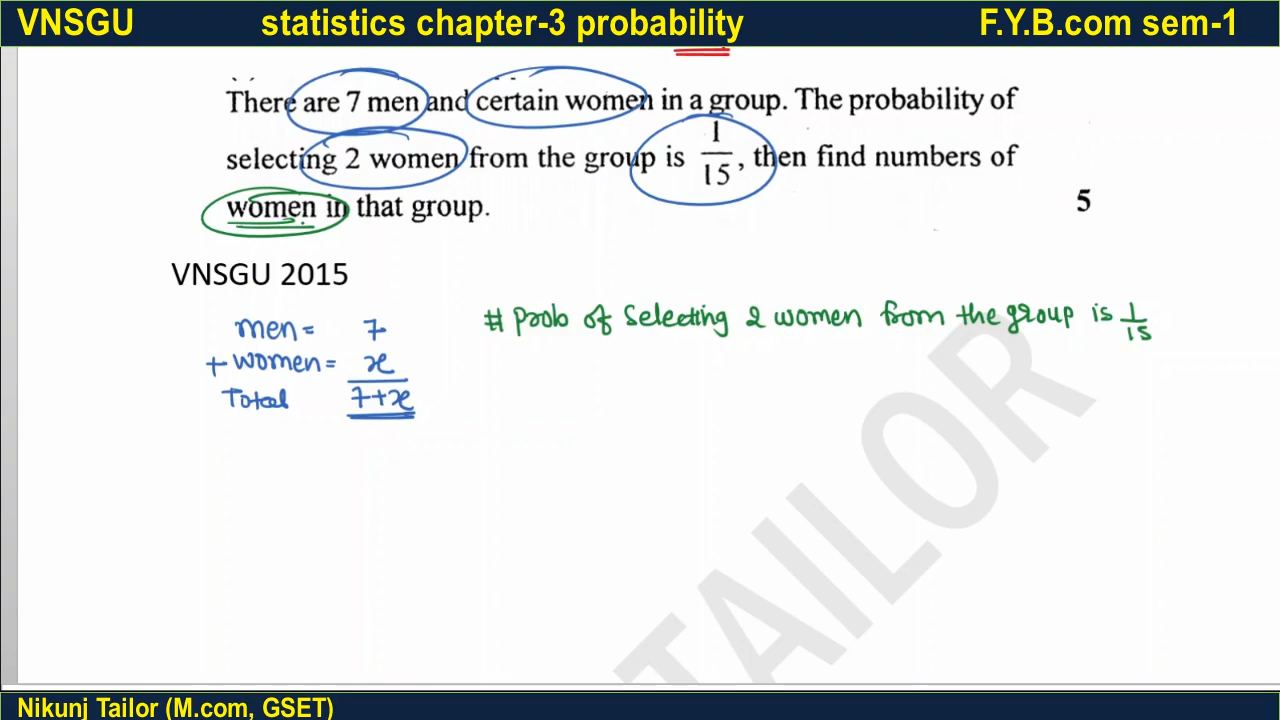 VNSGU statistics chapter-3 probability F.Y.B.com sem-1
There are 7 men and certain women in a group. The probability of
selecting 2 women from the group is 1/15, then find numbers of
women in that group. 5
VNSGU 2015
men = 7
+ women = x
Total 7+x
# Prob of Selecting 2 women from the group is 1/15
TAILOR
Nikunj Tailor (M.com, GSET)